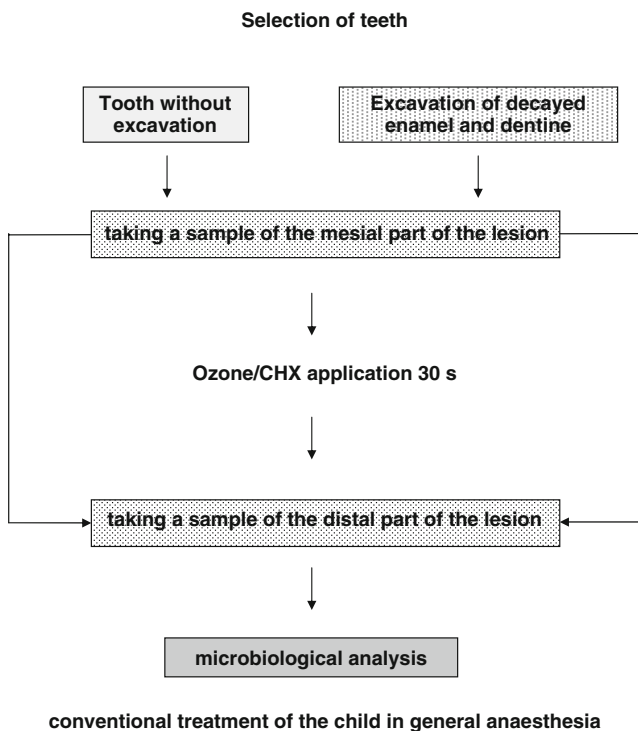 Selection of teeth
Tooth without
excavation
Excavation of decayed
enamel and dentine
taking a sample of the mesial part of the lesion
Ozone/CHX application 30 s
taking a sample of the distal part of the lesion
microbiological analysis
conventional treatment of the child in general anaesthesia